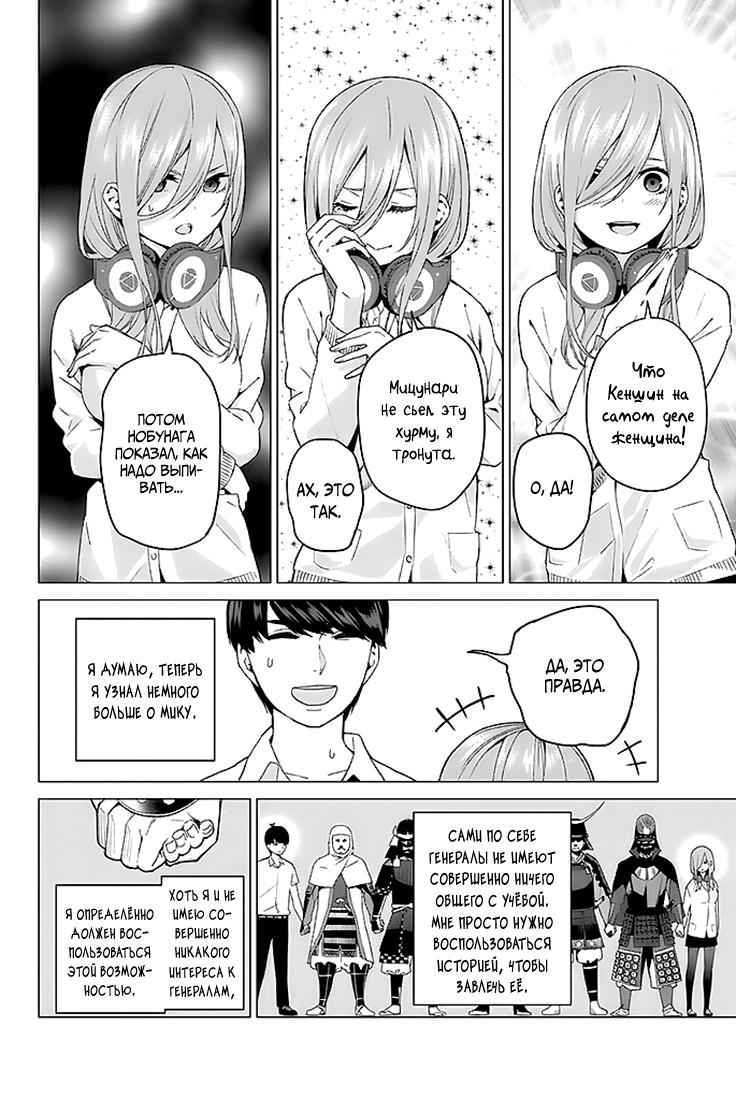 Что
Кеншин на
самом деле
женщина!
О, ДА!
Мицунари
не сьел эту
хурму, я
тронута.
АХ, ЭТО
ТАК.
ПОТОМ
НОБУНАГА
ПОКАЗАЛ, КАК
НАДО ВЫПИ-
ВАТЬ...
ДА, ЭТО
ПРАВДА.
Я ДУМАЮ, ТЕПЕРЬ
Я УЗНАЛ НЕМНОГО
БОЛЬШЕ О МИКУ.
САМИ ПО СЕБЕ
ГЕНЕРАЛЫ НЕ ИМЕЮТ
СОВЕРШЕННО НИЧЕГО
ОБЩЕГО С УЧЁБОЙ.
МНЕ ПРОСТО НУЖНО
ВОСПОЛЬЗОВАТЬСЯ
ИСТОРИЕЙ, ЧТОБЫ
ЗАВЛЕЧЬ ЕЁ.
ХОТЬ Я И НЕ
ИМЕЮ СО-
ВЕРШЕННО
НИКАКОГО
ИНТЕРЕСА К
ГЕНЕРАЛАМ,
Я ОПРЕДЕЛЁННО
ДОЛЖЕН ВОС-
ПОЛЬЗОВАТЬСЯ
ЭТОЙ ВОЗМОЖ-
НОСТЬЮ.